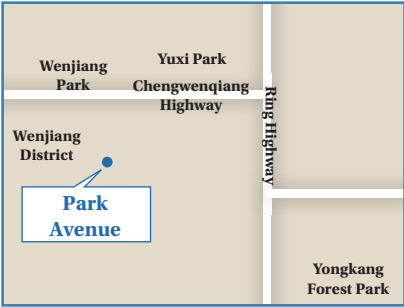 Wenjiang
Park
Yuxi Park
Chengwenqiang
Highway
Ring Highway
Wenjiang
District
Park
Avenue
Yongkang
Forest Park